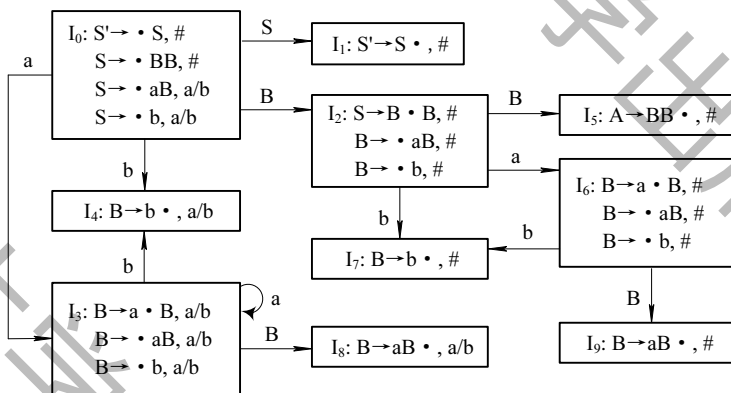 I₀: S'→ · S, #
S→ · BB, #
S→ · aB, a/b
S→ · b, a/b
S
I₁: S'→S · , #
a
B
I₂: S→B · B, #
B→ · aB, #
B→ · b, #
B
I₅: A→BB · , #
a
I₆: B→a · B, #
B→ · aB, #
B→ · b, #
b
I₄: B→b · , a/b
b
b
I₇: B→b · , #
b
I₃: B→a · B, a/b
B→ · aB, a/b
B→ · b, a/b
a
B
I₈: B→aB · , a/b
B
I₉: B→aB · , #